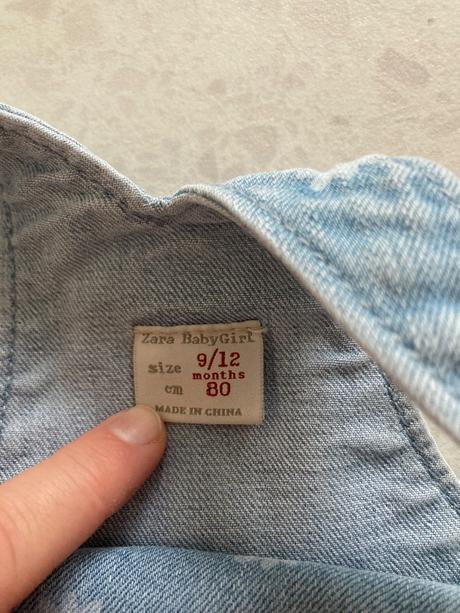 Zara BabyGirl
size 9/12
months
cm 80
MADE IN CHINA